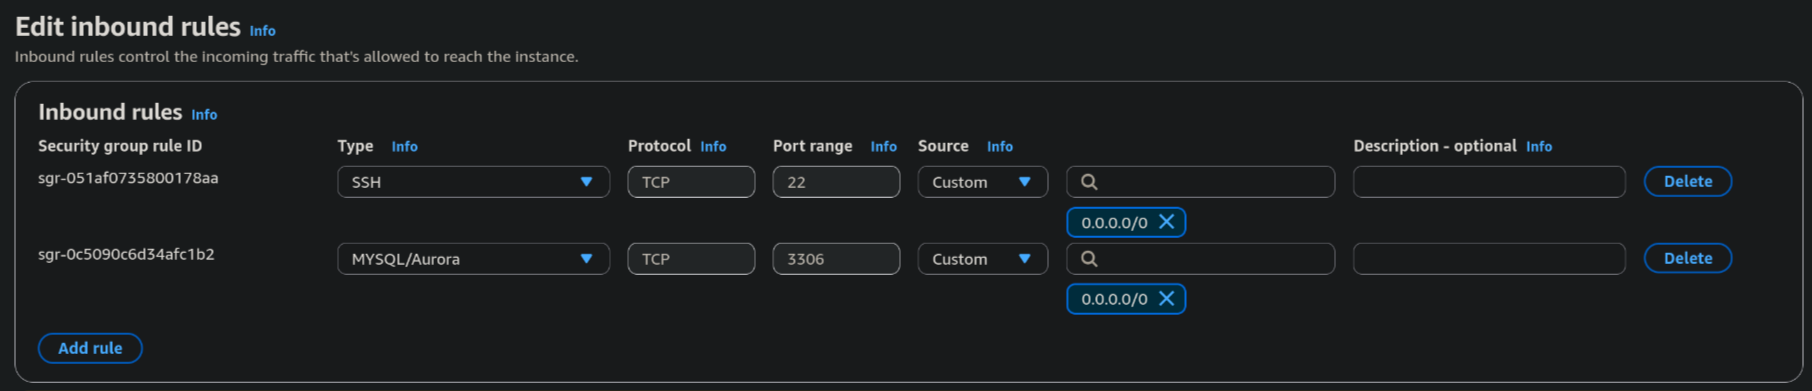 Edit inbound rules Info
Inbound rules control the incoming traffic that's allowed to reach the instance.
Inbound rules Info
Security group rule ID Type Info Protocol Info Port range Info Source Info Description - optional Info
sgr-051af0735800178aa SSH TCP 22 Custom Delete
0.0.0.0/0
sgr-0c5090c6d34afc1b2 MYSQL/Aurora TCP 3306 Custom Delete
0.0.0.0/0
Add rule